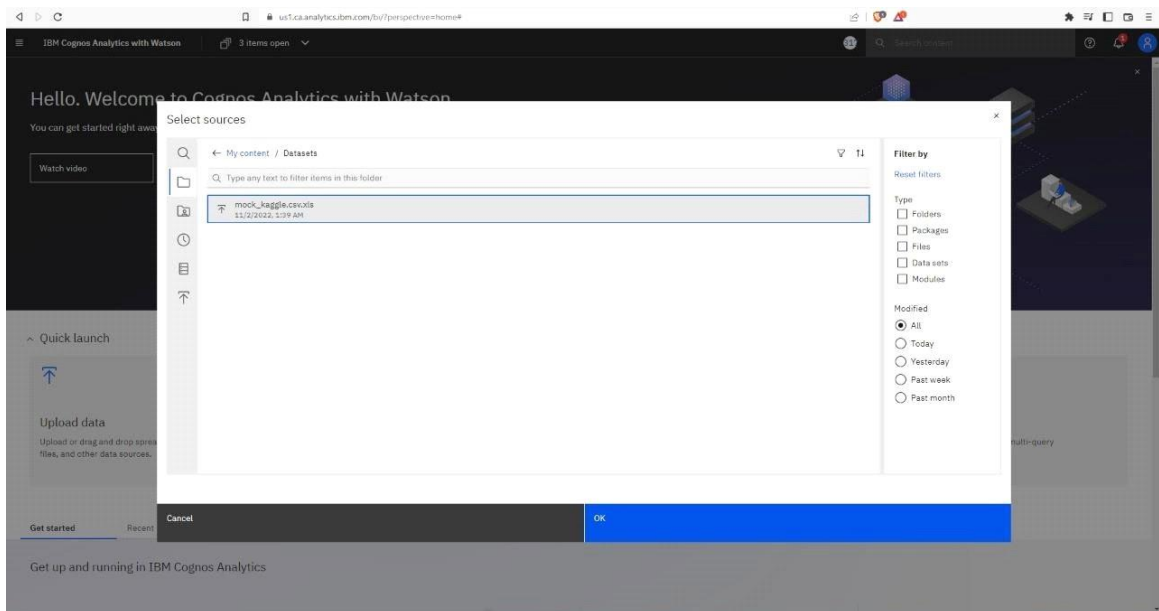 us1.ca.analytics.ibm.com/bi/?perspective=home#
IBM Cognos Analytics with Watson
3 items open
Search content
Hello. Welcome to Cognos Analytics with Watson
You can get started right away
Watch video
Select sources
My content / Datasets
Type any text to filter items in this folder
mock_kaggle.csv.xls
11/2/2022, 1:39 AM
Filter by
Reset filters
Type
Folders
Packages
Files
Data sets
Modules
Modified
All
Today
Yesterday
Past week
Past month
Quick launch
Upload data
Upload or drag and drop
files, and other data sources.
multi-query
Cancel
OK
Get started
Recent
Get up and running in IBM Cognos Analytics